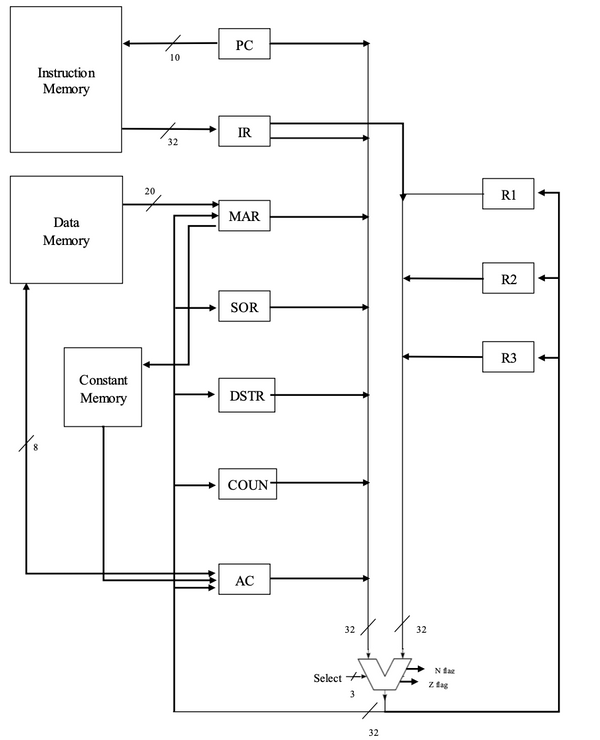 PC
10
Instruction
Memory
IR
32
20
R1
MAR
Data
Memory
R2
SOR
R3
Constant
Memory
DSTR
8
COUN
AC
32
32
N flag
Select
Z flag
3
32